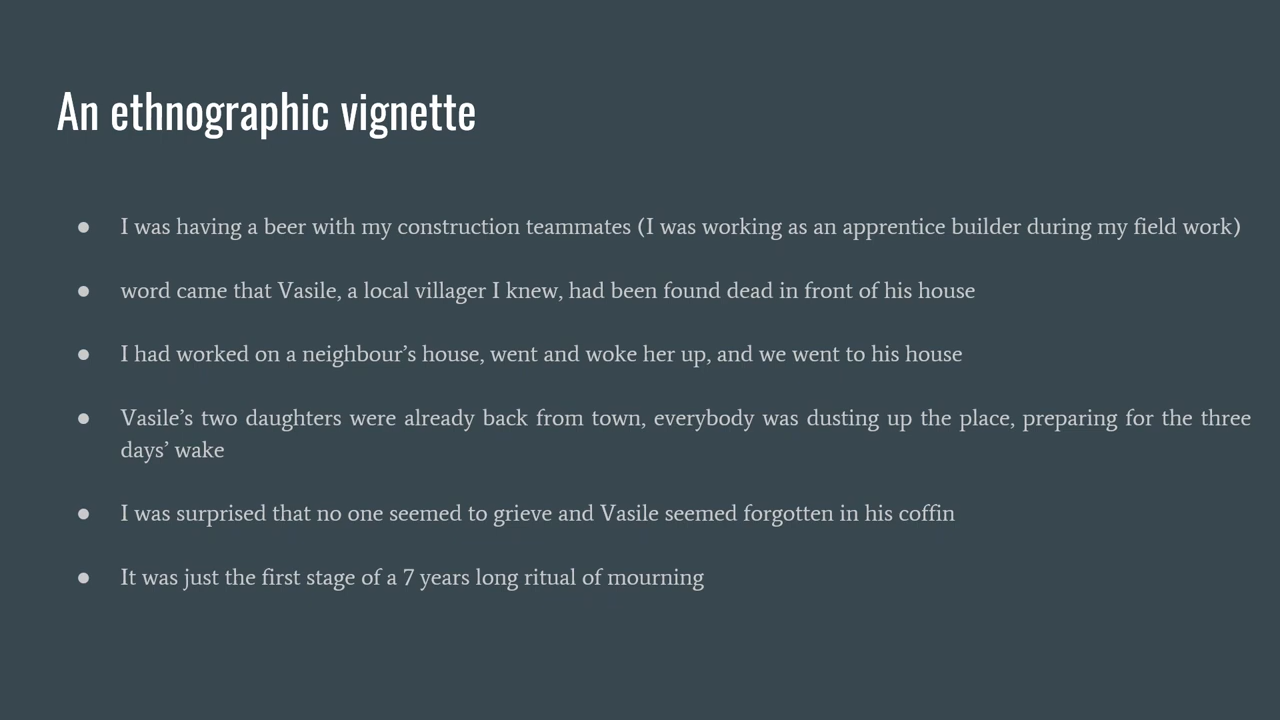 An ethnographic vignette
● I was having a beer with my construction teammates (I was working as an apprentice builder during my field work)
● word came that Vasile, a local villager I knew, had been found dead in front of his house
● I had worked on a neighbour’s house, went and woke her up, and we went to his house
● Vasile’s two daughters were already back from town, everybody was dusting up the place, preparing for the three
days’ wake
● I was surprised that no one seemed to grieve and Vasile seemed forgotten in his coffin
● It was just the first stage of a 7 years long ritual of mourning